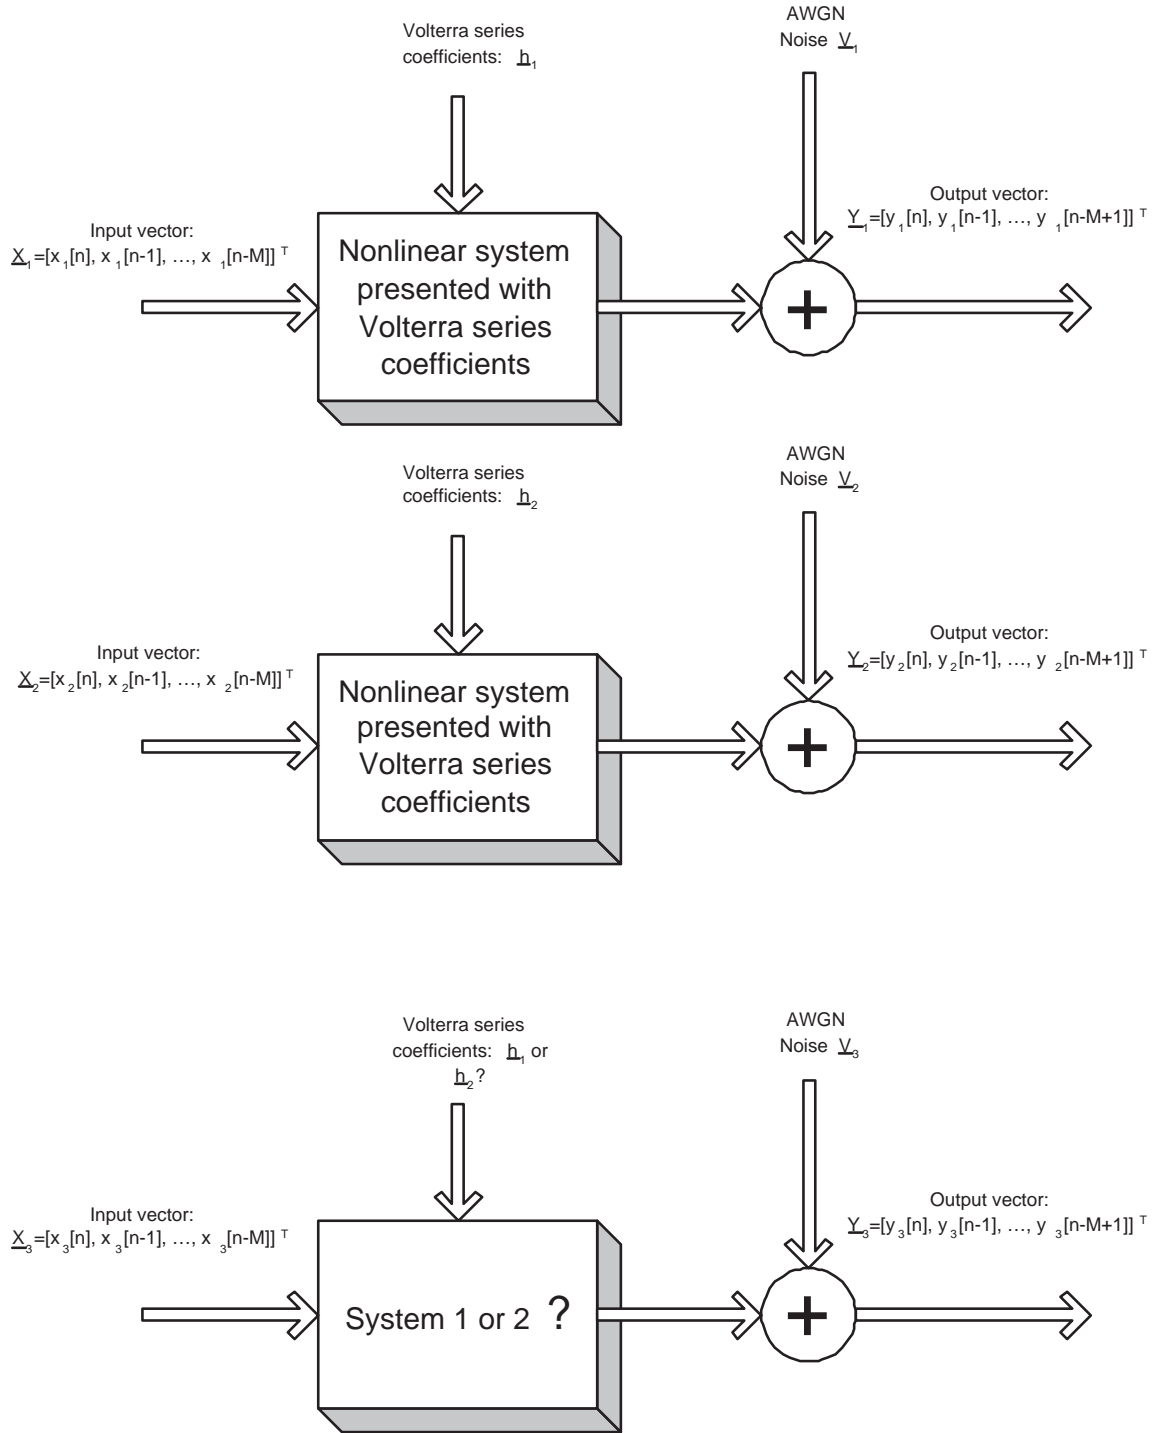 Volterra series
coefficients: h1
AWGN
Noise V1
Input vector:
X1=[x1[n], x1[n-1], ..., x1[n-M]]T
Nonlinear system
presented with
Volterra series
coefficients
+
Output vector:
Y1=[y1[n], y1[n-1], ..., y1[n-M+1]]T
Volterra series
coefficients: h2
AWGN
Noise V2
Input vector:
X2=[x2[n], x2[n-1], ..., x2[n-M]]T
Nonlinear system
presented with
Volterra series
coefficients
+
Output vector:
Y2=[y2[n], y2[n-1], ..., y2[n-M+1]]T
Volterra series
coefficients: h1 or
h2?
AWGN
Noise V3
Input vector:
X3=[x3[n], x3[n-1], ..., x3[n-M]]T
System 1 or 2 ?
+
Output vector:
Y3=[y3[n], y3[n-1], ..., y3[n-M+1]]T